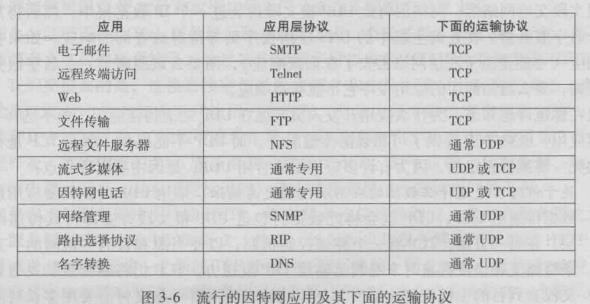 应用 应用层协议 下面的运输协议
电子邮件 SMTP TCP
远程终端访问 Telnet TCP
Web HTTP TCP
文件传输 FTP TCP
远程文件服务器 NFS 通常 UDP
流式多媒体 通常专用 UDP 或 TCP
因特网电话 通常专用 UDP 或 TCP
网络管理 SNMP 通常 UDP
路由选择协议 RIP 通常 UDP
名字转换 DNS 通常 UDP
图 3-6 流行的因特网应用及其下面的运输协议